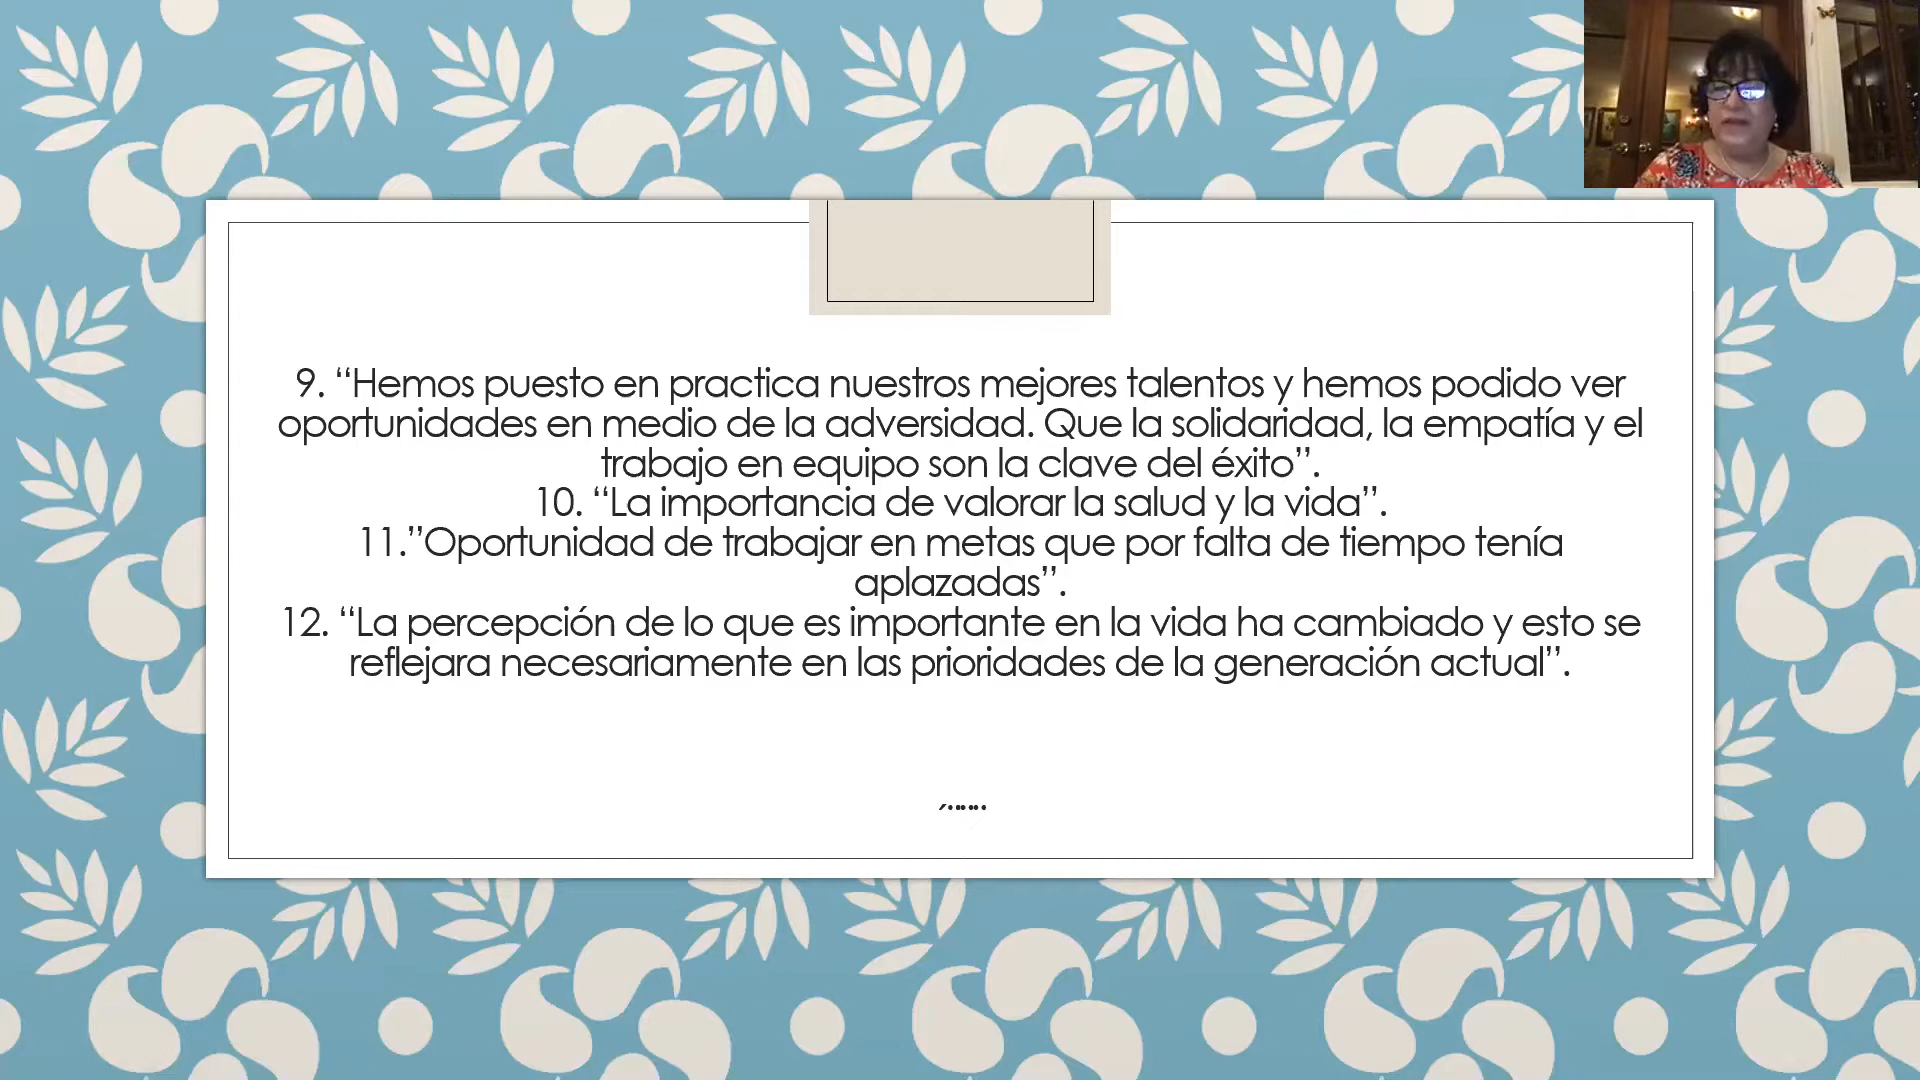 9. “Hemos puesto en practica nuestros mejores talentos y hemos podido ver
oportunidades en medio de la adversidad. Que la solidaridad, la empatía y el
trabajo en equipo son la clave del éxito”.
10. “La importancia de valorar la salud y la vida”.
11.”Oportunidad de trabajar en metas que por falta de tiempo tenía
aplazadas”.
12. “La percepción de lo que es importante en la vida ha cambiado y esto se
reflejara necesariamente en las prioridades de la generación actual”.